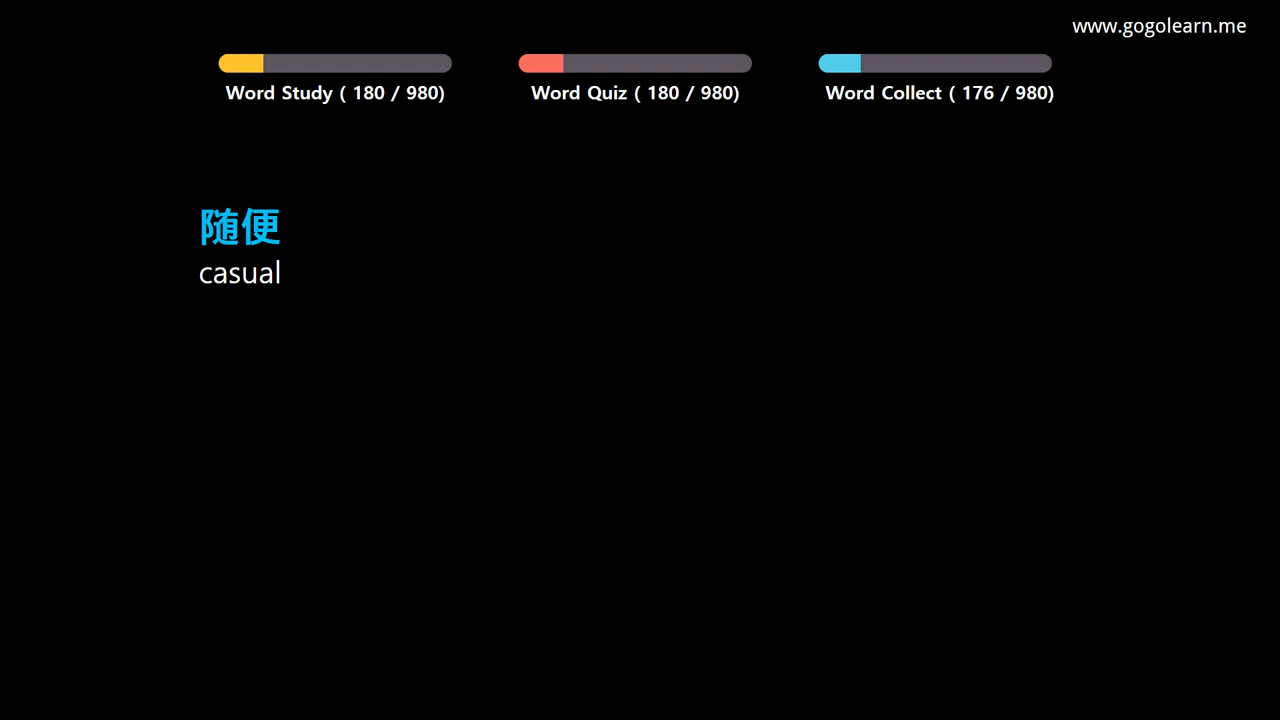 www.gogolearn.me
Word Study ( 180 / 980)
Word Quiz ( 180 / 980)
Word Collect ( 176 / 980)
随便
casual